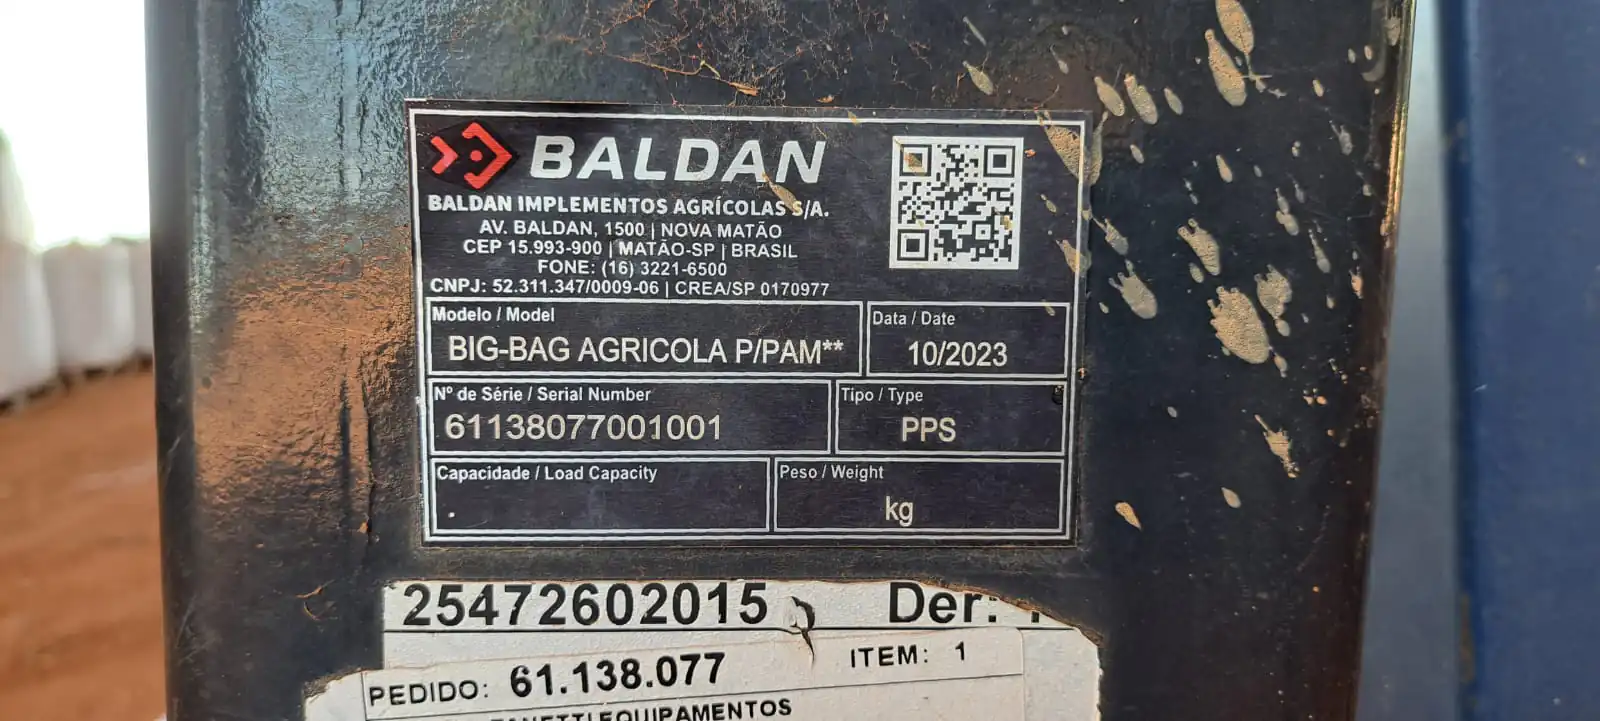 BALDAN
BALDAN IMPLEMENTOS AGRÍCOLAS S/A.
AV. BALDAN, 1500 | NOVA MATÃO
CEP 15.993-900 | MATÃO-SP | BRASIL
FONE: (16) 3221-6500
CNPJ: 52.311.347/0009-06 | CREA/SP 0170977
Modelo / Model
BIG-BAG AGRICOLA P/PAM**
Data / Date
10/2023
Nº de Série / Serial Number
61138077001001
Tipo / Type
PPS
Capacidade / Load Capacity
.
Peso / Weight
kg
25472602015 Der:
PEDIDO: 61.138.077 ITEM: 1
EQUIPAMENTOS